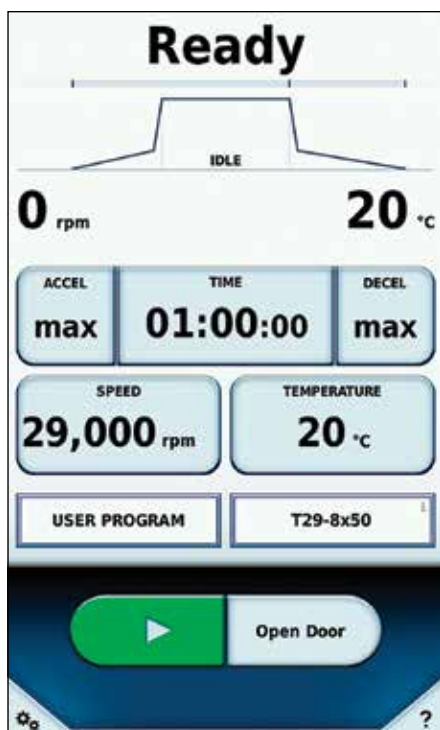 Ready
IDLE
0 rpm
20 °C
ACCEL
max
TIME
01:00:00
DECEL
max
SPEED
29,000 rpm
TEMPERATURE
20 °C
USER PROGRAM
T29-8x50
Open Door
?